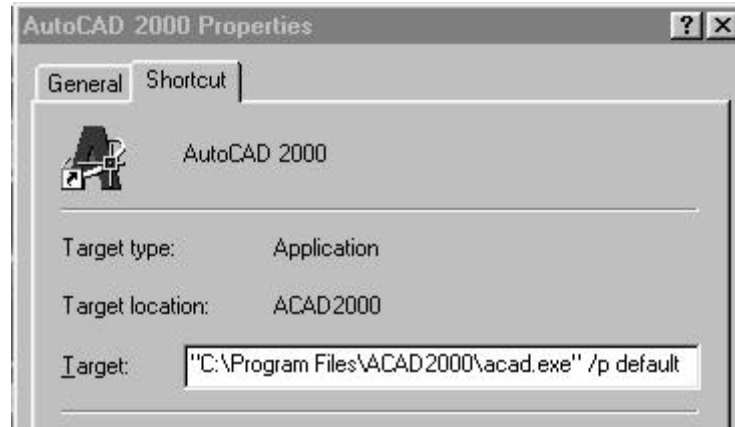 AutoCAD 2000 Properties
General Shortcut
AutoCAD 2000
Target type: Application
Target location: ACAD2000
Target: "C:\Program Files\ACAD2000\acad.exe" /p default